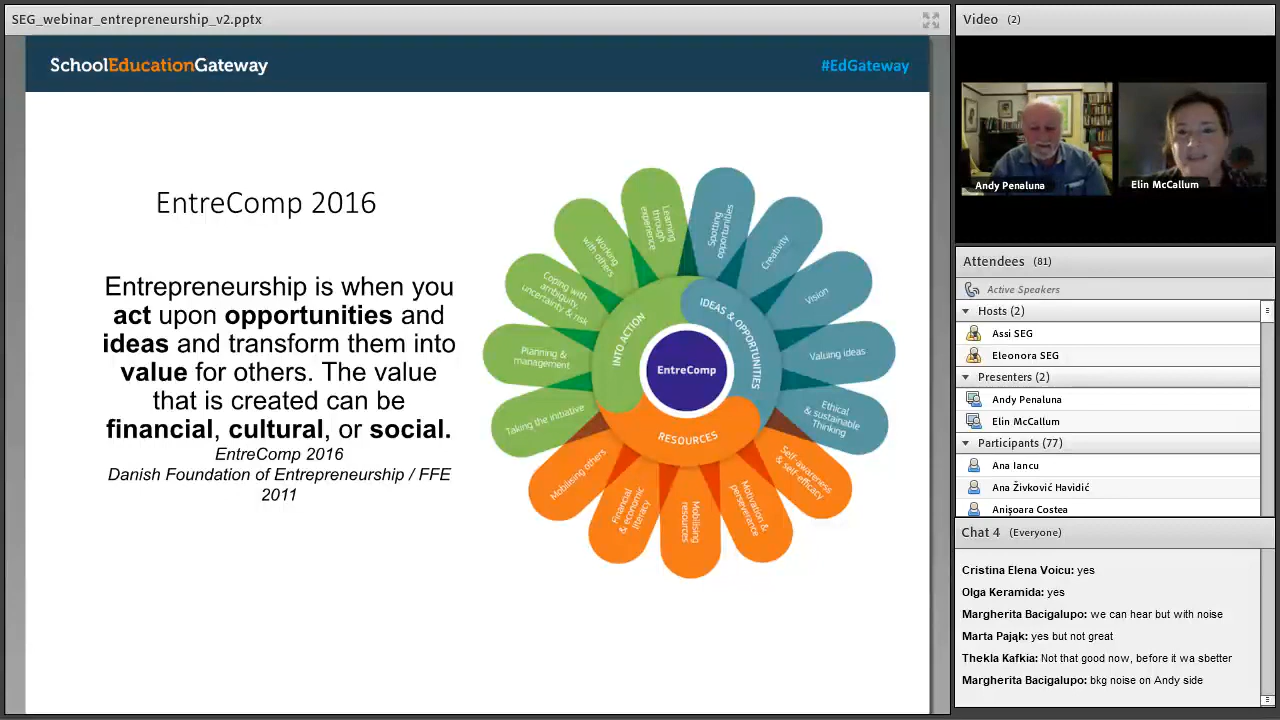 SEG_webinar_entrepreneurship_v2.pptx
SchoolEducationGateway
#EdGateway
EntreComp 2016
Entrepreneurship is when you
act upon opportunities and
ideas and transform them into
value for others. The value
that is created can be
financial, cultural, or social.
EntreComp 2016
Danish Foundation of Entrepreneurship / FFE
2011
EntreComp
IDEAS & OPPORTUNITIES
RESOURCES
INTO ACTION
Spotting
opportunities
Creativity
Vision
Valuing ideas
Ethical
& sustainable
Thinking
Self-awareness
& self-efficacy
Motivation &
perseverance
Mobilising
resources
Financial
& economic
literacy
Mobilising others
Taking the initiative
Planning &
management
Coping with
ambiguity,
uncertainty & risk
Working
with others
Learning
through
experience
Video (2)
Andy Penaluna
Elin McCallum
Attendees (81)
Active Speakers
Hosts (2)
Assi SEG
Eleonora SEG
Presenters (2)
Andy Penaluna
Elin McCallum
Participants (77)
Ana Iancu
Ana Živković Havidić
Anişoara Costea
Chat 4 (Everyone)
Cristina Elena Voicu: yes
Olga Keramida: yes
Margherita Bacigalupo: we can hear but with noise
Marta Pająk: yes but not great
Thekla Kafkia: Not that good now, before it wa sbetter
Margherita Bacigalupo: bkg noise on Andy side